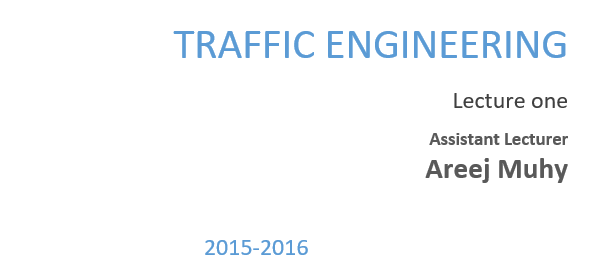 TRAFFIC ENGINEERING
Lecture one
Assistant Lecturer
Areej Muhy
2015-2016